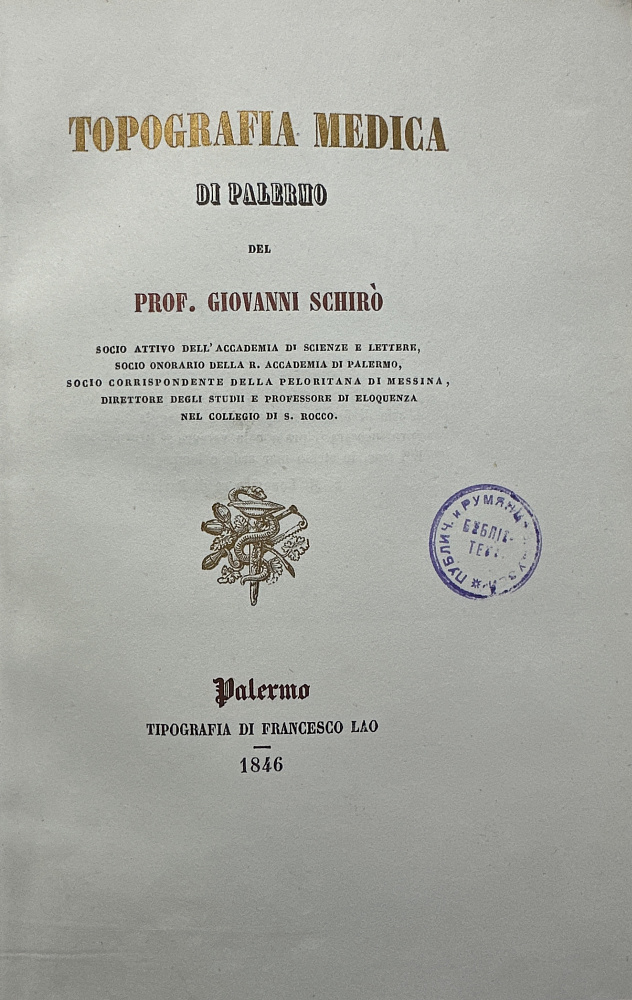 TOPOGRAFIA MEDICA
DI PALERMO
DEL
PROF. GIOVANNI SCHIRÒ
SOCIO ATTIVO DELL'ACCADEMIA DI SCIENZE E LETTERE,
SOCIO ONORARIO DELLA R. ACCADEMIA DI PALERMO,
SOCIO CORRISPONDENTE DELLA PELORITANA DI MESSINA,
DIRETTORE DEGLI STUDII E PROFESSORE DI ELOQUENZA
NEL COLLEGIO DI S. ROCCO.
ПУБЛИЧ. и РУМЯНЦ
Palermo
TIPOGRAFIA DI FRANCESCO LAO
1846